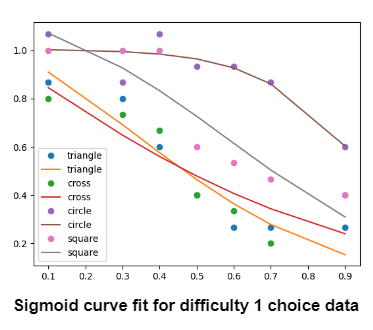 1.0
0.8
0.6
0.4
0.2
triangle
triangle
cross
cross
circle
circle
square
square
0.1 0.2 0.3 0.4 0.5 0.6 0.7 0.8 0.9
Sigmoid curve fit for difficulty 1 choice data